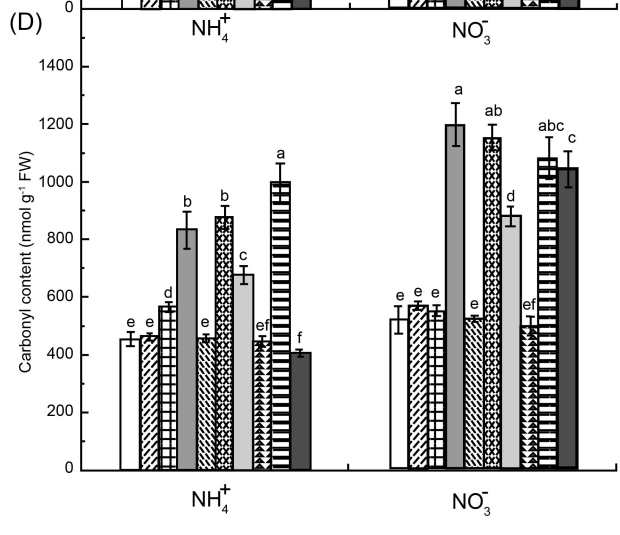 (D)
0
NH₄⁺
NO₃⁻
1400
1200
1000
800
600
400
200
0
Carbonyl content (nmol g⁻¹ FW)
e e d b e b c ef a f
e e e a e ab d ef abc c
NH₄⁺
NO₃⁻